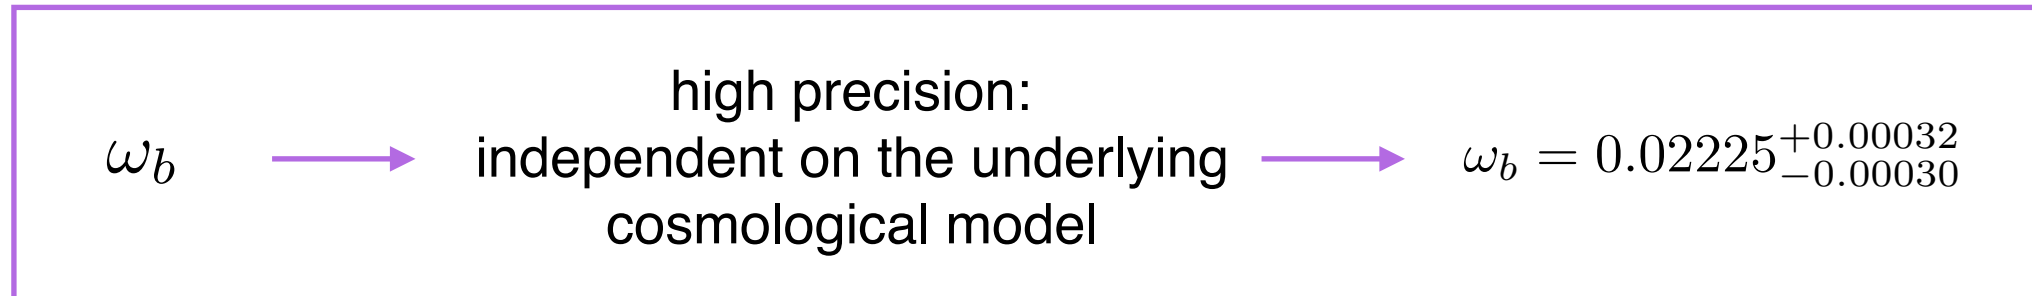 high precision:
ω_b ⟶ independent on the underlying ⟶ ω_b = 0.02225^{+0.00032}_{-0.00030}
cosmological model